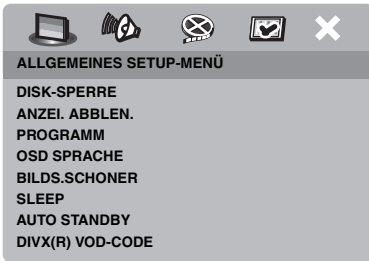 ALLGEMEINES SETUP-MENÜ
DISK-SPERRE
ANZEI. ABBLEN.
PROGRAMM
OSD SPRACHE
BILDS.SCHONER
SLEEP
AUTO STANDBY
DIVX(R) VOD-CODE